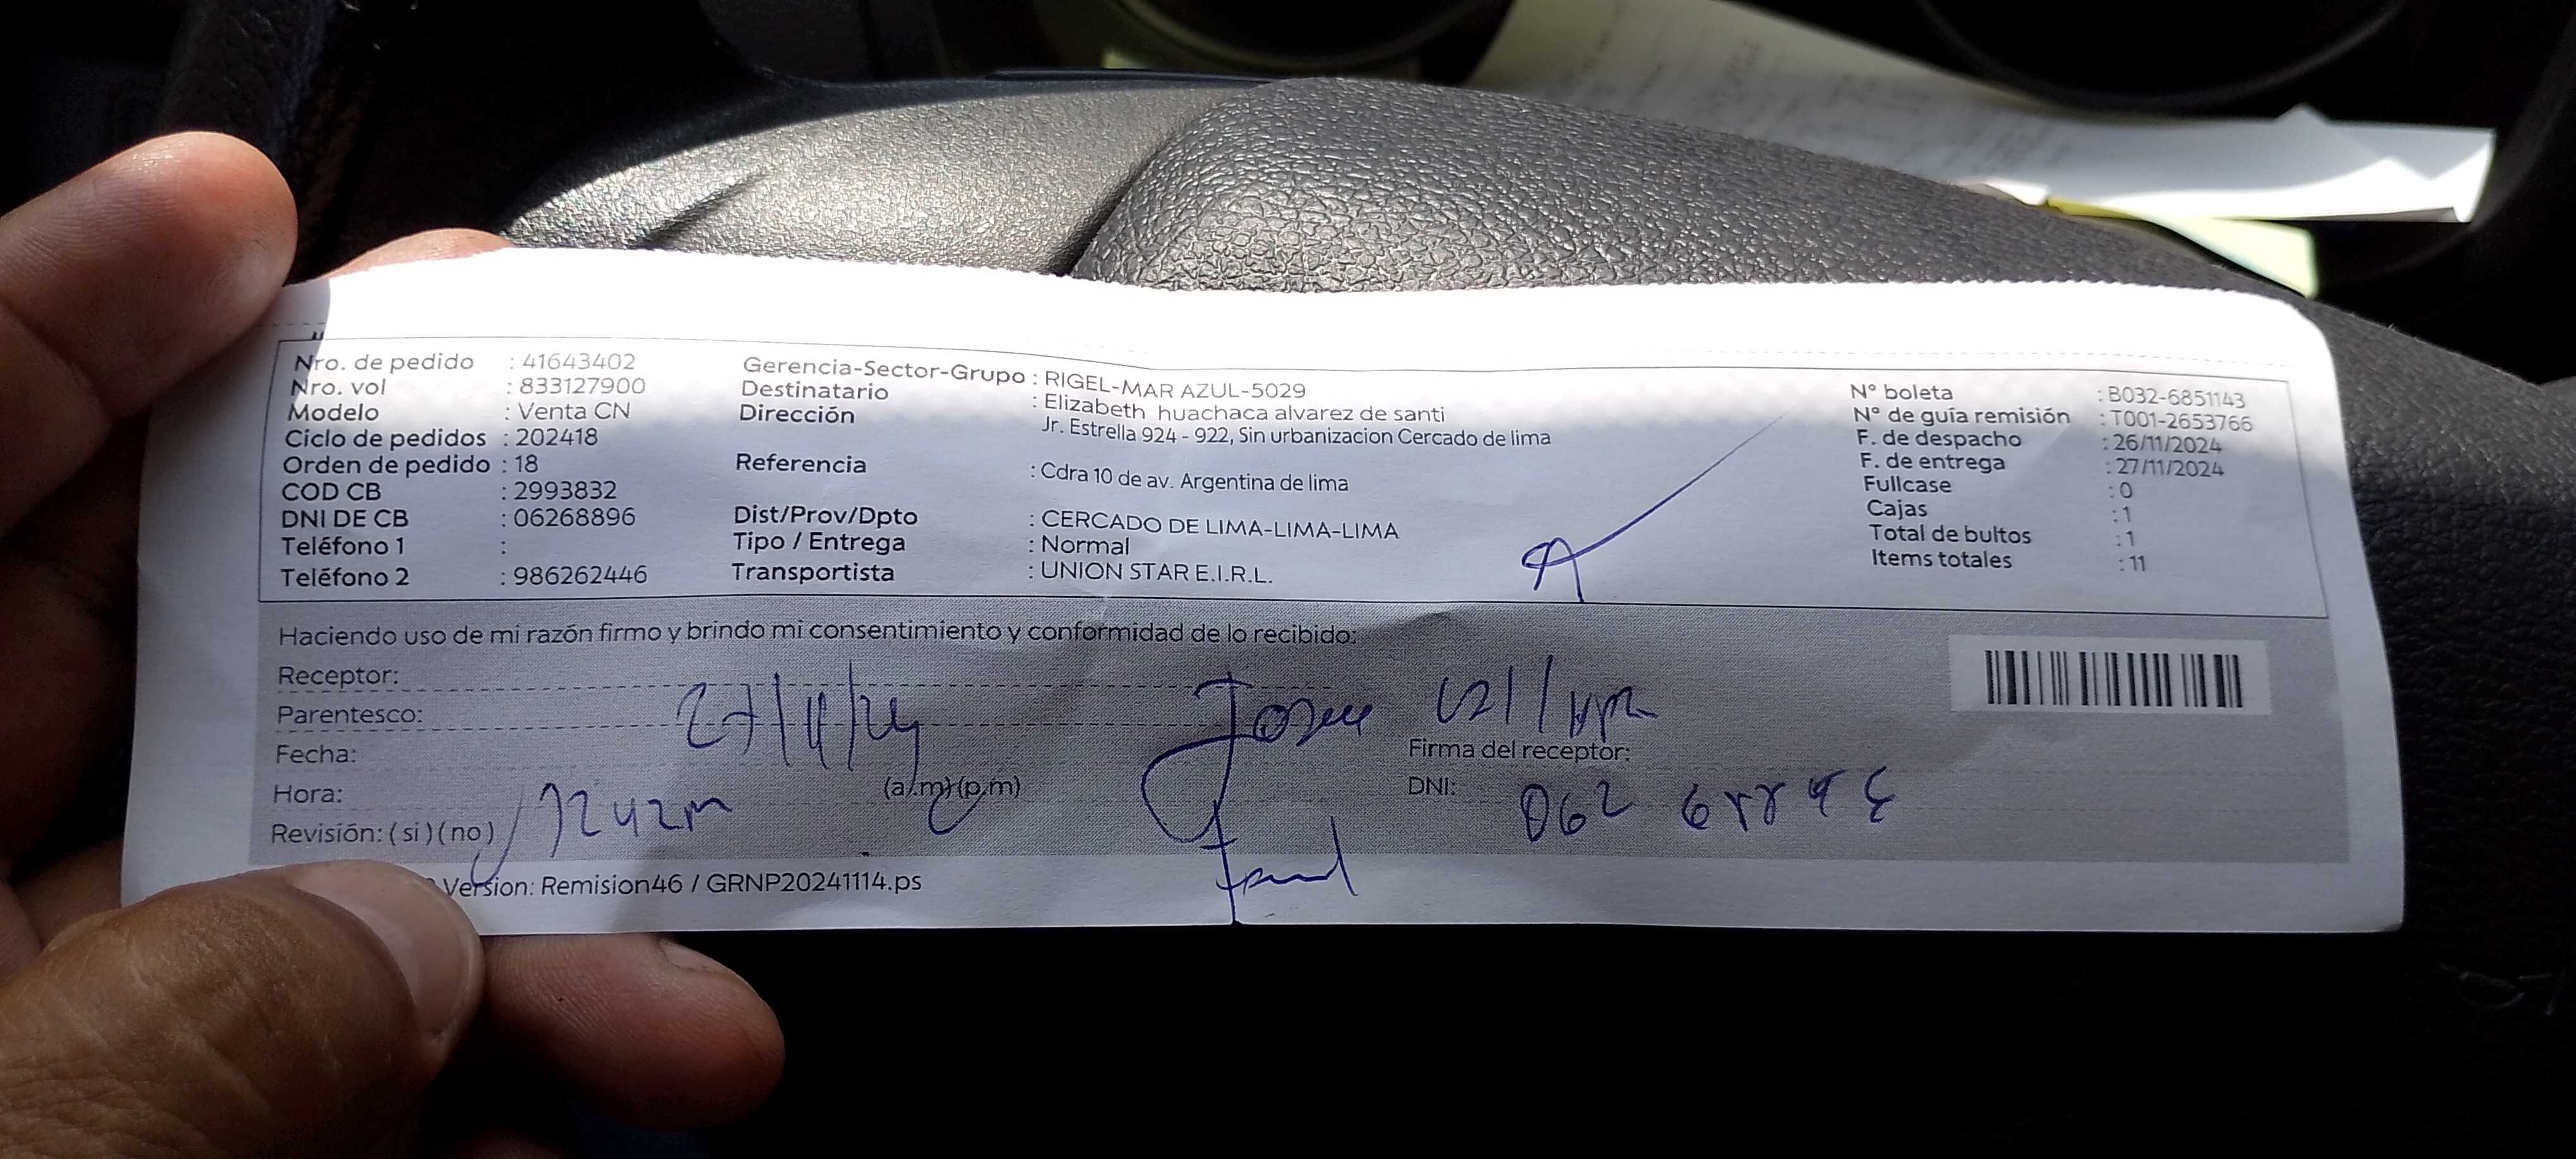 Nro. de pedido : 41643402
Nro. vol : 833127900
Modelo : Venta CN
Ciclo de pedidos : 202418
Orden de pedido : 18
COD CB : 2993832
DNI DE CB : 06268896
Teléfono 1 :
Teléfono 2 : 986262446
Gerencia-Sector-Grupo : RIGEL-MAR AZUL-5029
Destinatario : Elizabeth huachaca alvarez de santi
Dirección Jr. Estrella 924 - 922, Sin urbanizacion Cercado de lima
Referencia : Cdra 10 de av. Argentina de lima
Dist/Prov/Dpto : CERCADO DE LIMA-LIMA-LIMA
Tipo / Entrega : Normal
Transportista : UNION STAR E.I.R.L.
N° boleta : B032-6851143
N° de guía remisión : T001-2653766
F. de despacho : 26/11/2024
F. de entrega : 27/11/2024
Fullcase : 0
Cajas : 1
Total de bultos : 1
Items totales : 11
Haciendo uso de mi razón firmo y brindo mi consentimiento y conformidad de lo recibido:
Receptor:
Parentesco:
27/11/24
Fecha:
Hora: (a.m) (p.m)
Revisión: (si) (no)
Firma del receptor:
DNI:
Version: Remision46 / GRNP20241114.ps